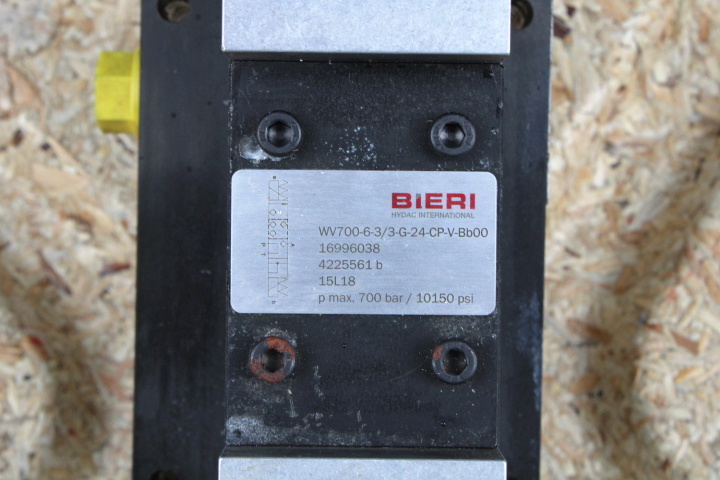 BIERI
HYDAC INTERNATIONAL
WV700-6-3/3-G-24-CP-V-Bb00
16996038
4225561 b
15L18
p max. 700 bar / 10150 psi